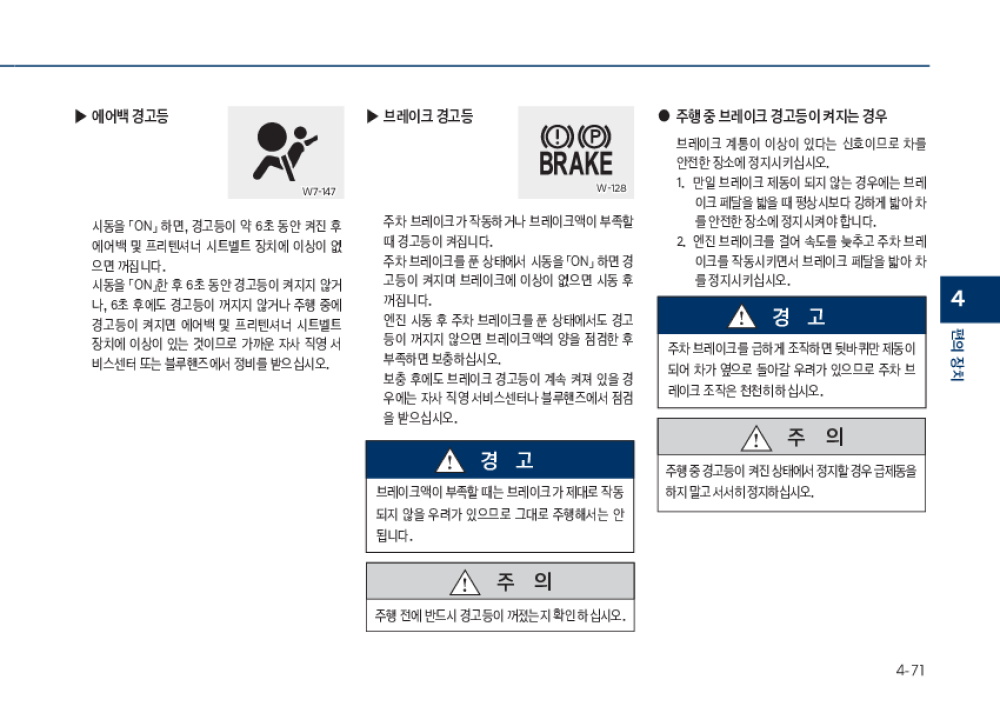 ▶ 에어백 경고등
W7-147
시동을 「ON」 하면, 경고등이 약 6초 동안 켜진 후
에어백 및 프리텐셔너 시트벨트 장치에 이상이 없
으면 꺼집니다.
시동을 「ON」한 후 6초 동안 경고등이 켜지지 않거
나, 6초 후에도 경고등이 꺼지지 않거나 주행 중에
경고등이 켜지면 에어백 및 프리텐셔너 시트벨트
장치에 이상이 있는 것이므로 가까운 자사 직영 서
비스센터 또는 블루핸즈에서 정비를 받으십시오.
▶ 브레이크 경고등
(!) (P)
BRAKE
W-128
주차 브레이크가 작동하거나 브레이크액이 부족할
때 경고등이 켜집니다.
주차 브레이크를 푼 상태에서 시동을 「ON」 하면 경
고등이 켜지며 브레이크에 이상이 없으면 시동 후
꺼집니다.
엔진 시동 후 주차 브레이크를 푼 상태에서도 경고
등이 꺼지지 않으면 브레이크액의 양을 점검한 후
부족하면 보충하십시오.
보충 후에도 브레이크 경고등이 계속 켜져 있을 경
우에는 자사 직영 서비스센터나 블루핸즈에서 점검
을 받으십시오.
경 고
브레이크액이 부족할 때는 브레이크가 제대로 작동
되지 않을 우려가 있으므로 그대로 주행해서는 안
됩니다.
주 의
주행 전에 반드시 경고등이 꺼졌는지 확인하십시오.
● 주행 중 브레이크 경고등이 켜지는 경우
브레이크 계통이 이상이 있다는 신호이므로 차를
안전한 장소에 정지시키십시오.
1. 만일 브레이크 제동이 되지 않는 경우에는 브레
이크 페달을 밟을 때 평상시보다 강하게 밟아 차
를 안전한 장소에 정지시켜야 합니다.
2. 엔진 브레이크를 걸어 속도를 늦추고 주차 브레
이크를 작동시키면서 브레이크 페달을 밟아 차
를 정지시키십시오.
경 고
주차 브레이크를 급하게 조작하면 뒷바퀴만 제동이
되어 차가 옆으로 돌아갈 우려가 있으므로 주차 브
레이크 조작은 천천히 하십시오.
주 의
주행 중 경고등이 켜진 상태에서 정지할 경우 급제동을
하지 말고 서서히 정지하십시오.
4
편의 장치
4-71